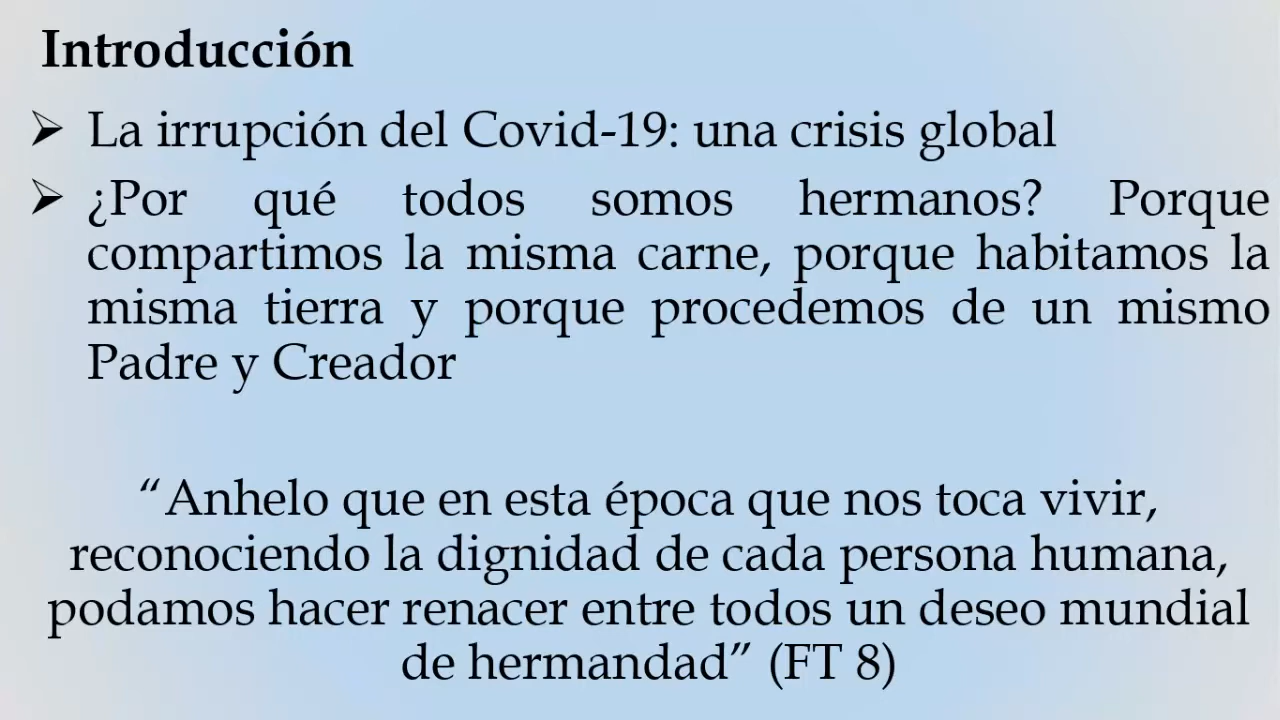 Introducción
➢ La irrupción del Covid-19: una crisis global
➢ ¿Por qué todos somos hermanos? Porque
compartimos la misma carne, porque habitamos la
misma tierra y porque procedemos de un mismo
Padre y Creador
“Anhelo que en esta época que nos toca vivir,
reconociendo la dignidad de cada persona humana,
podamos hacer renacer entre todos un deseo mundial
de hermandad” (FT 8)